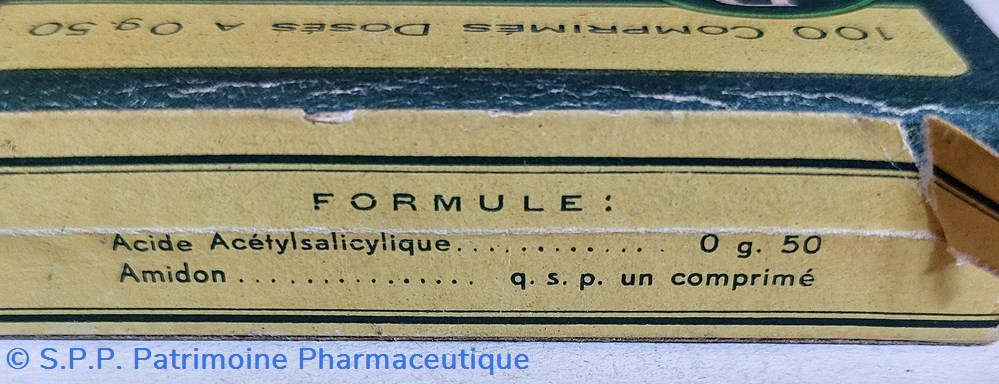 100 COMPRIMÉS DOSÉS A 0g.50
FORMULE :
Acide Acétylsalicylique.............. 0 g. 50
Amidon ............... q. s. p. un comprimé
© S.P.P. Patrimoine Pharmaceutique